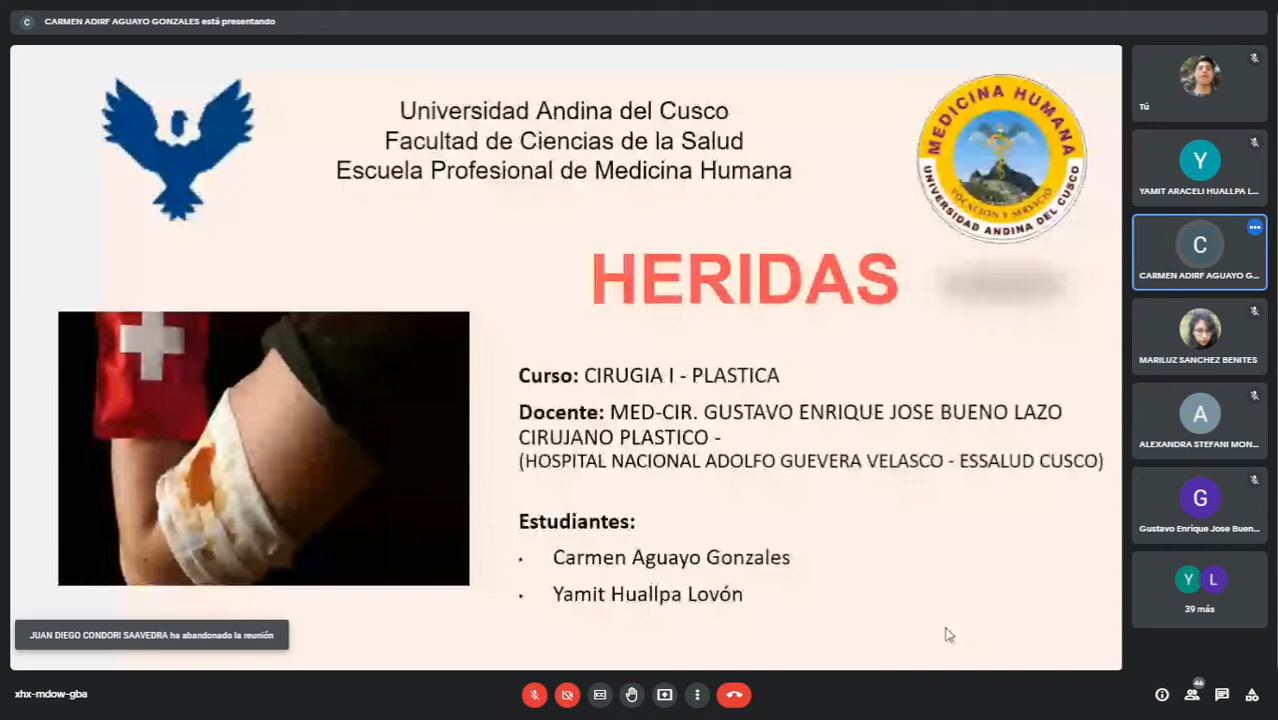 C
CARMEN ADIRF AGUAYO GONZALES está presentando
Universidad Andina del Cusco
Facultad de Ciencias de la Salud
Escuela Profesional de Medicina Humana
MEDICINA HUMANA
VOCACIÓN Y SERVICIO
UNIVERSIDAD ANDINA DEL CUSCO
HERIDAS
Curso: CIRUGIA I - PLASTICA
Docente: MED-CIR. GUSTAVO ENRIQUE JOSE BUENO LAZO
CIRUJANO PLASTICO -
(HOSPITAL NACIONAL ADOLFO GUEVERA VELASCO - ESSALUD CUSCO)
Estudiantes:
• Carmen Aguayo Gonzales
• Yamit Huallpa Lovón
JUAN DIEGO CONDORI SAAVEDRA ha abandonado la reunión
Tú
Y
YAMIT ARACELI HUALLPA L...
C
CARMEN ADIRF AGUAYO G...
MARILUZ SANCHEZ BENITES
A
ALEXANDRA STEFANI MON...
G
Gustavo Enrique Jose Buen...
Y L
39 más
xhx-mdow-gba
46